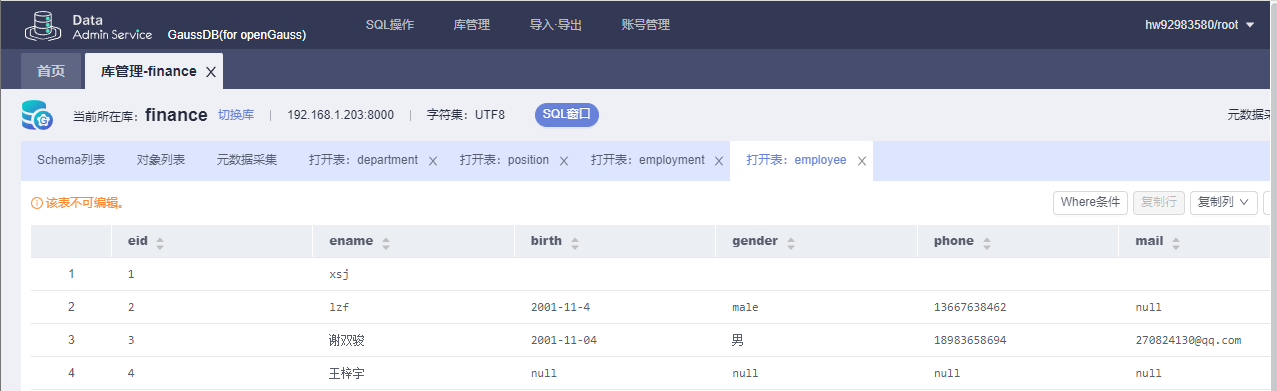 Data
Admin Service GaussDB(for openGauss) SQL操作 库管理 导入·导出 账号管理 hw92983580/root
首页 库管理-finance X
当前所在库：finance 切换库 | 192.168.1.203:8000 | 字符集：UTF8 SQL窗口 元数据采
Schema列表 对象列表 元数据采集 打开表：department X 打开表：position X 打开表：employment X 打开表：employee X
该表不可编辑。 Where条件 复制行 复制列
eid ename birth gender phone mail
1 1 xsj
2 2 lzf 2001-11-4 male 13667638462 null
3 3 谢双骏 2001-11-04 男 18983658694 270824130@qq.com
4 4 王梓宇 null null null null